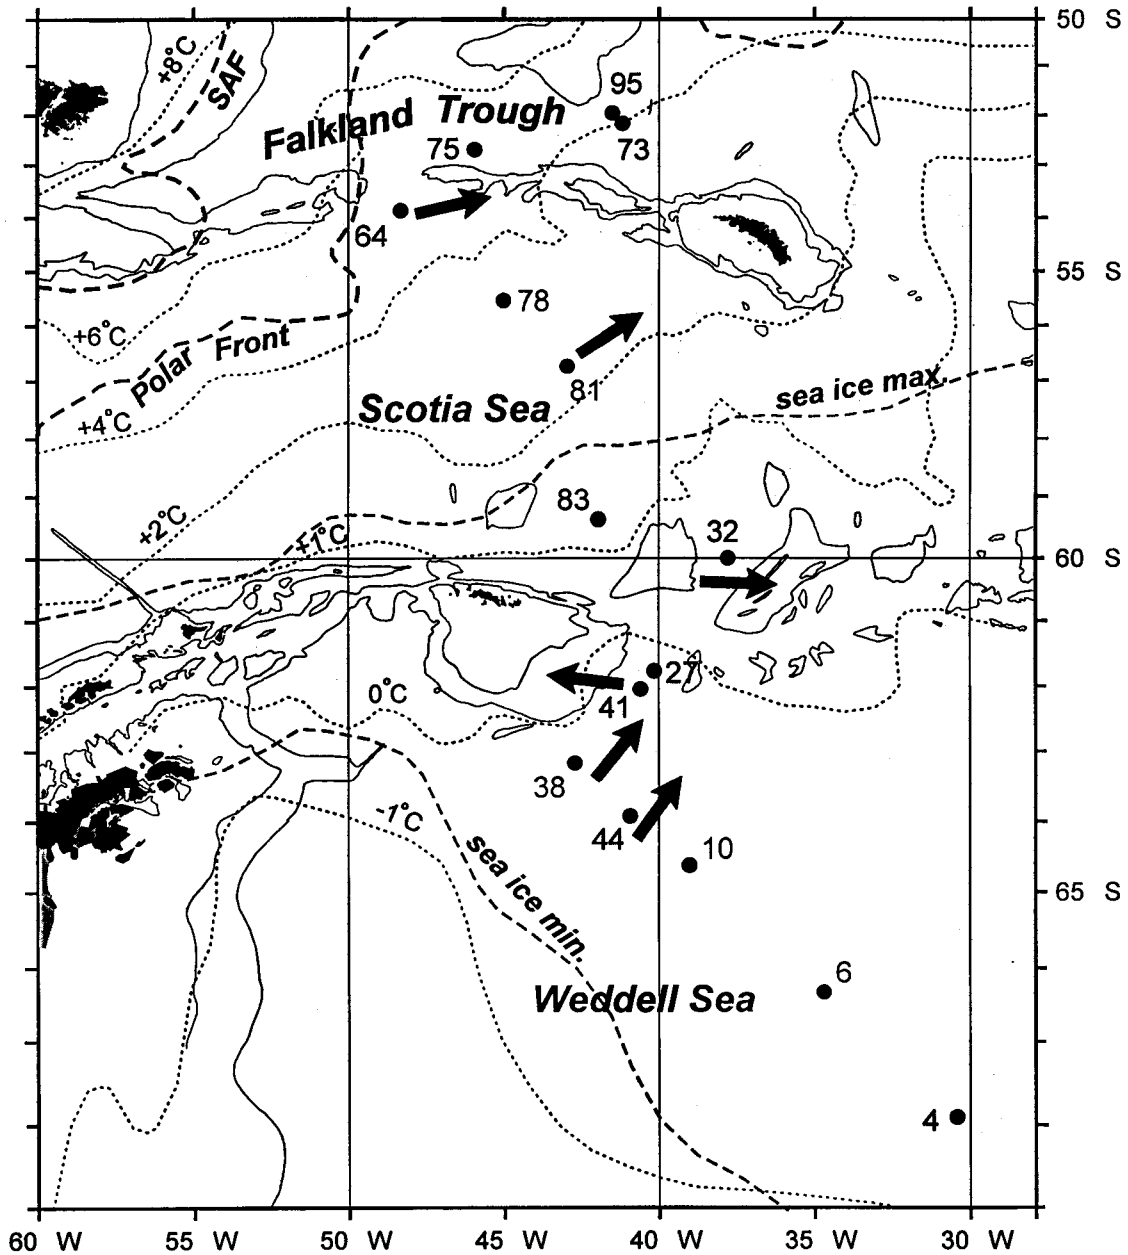 50 S
+8°C
SAF
95
Falkland Trough
75
73
64
55 S
78
+6°C
Polar Front
81
sea ice max.
+4°C
Scotia Sea
83
+2°C
+1°C
32
60 S
27
0°C
41
38
-1°C
44
10
sea ice min.
65 S
6
Weddell Sea
4
60 W
55 W
50 W
45 W
40 W
35 W
30 W